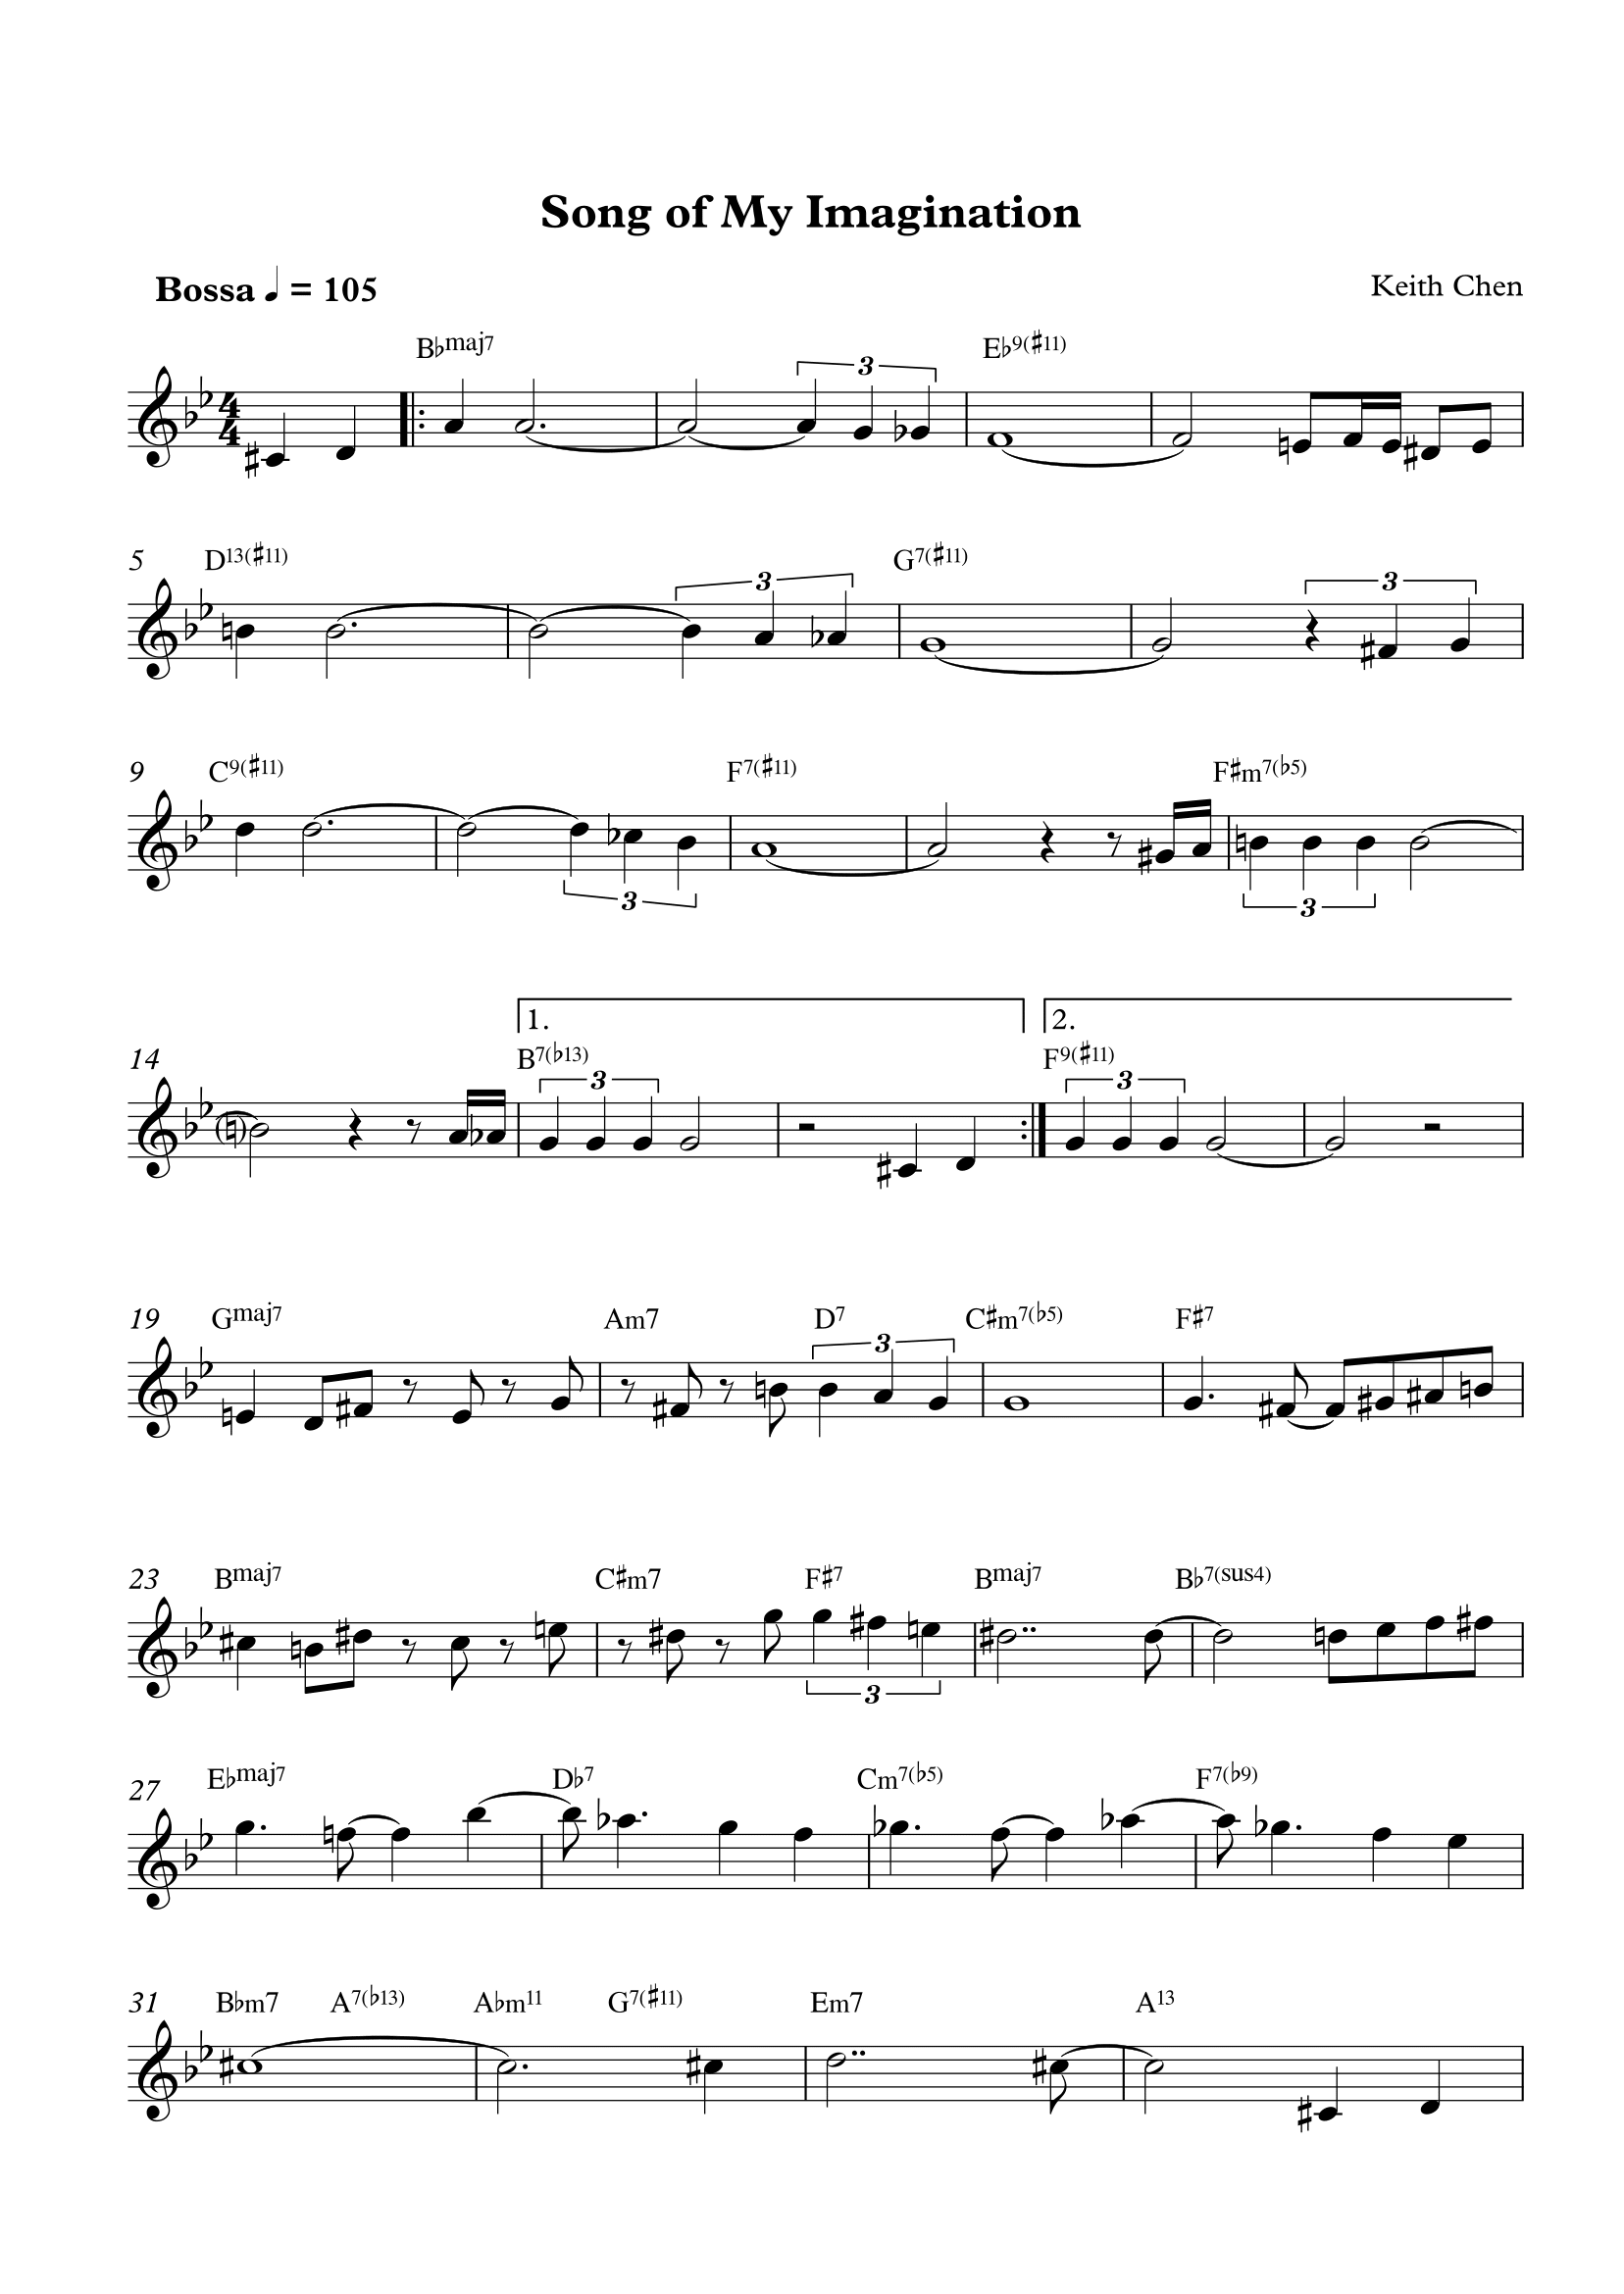 Song of My Imagination
Bossa ♩ = 105
Keith Chen
B♭maj7 E♭9(♯11)
4 4 3
5 D13(♯11) G7(♯11)
3 3
9 C9(♯11) F7(♯11) F♯m7(♭5)
3 3
1. 2.
14 B7(♭13) F9(♯11)
3 3
19 Gmaj7 Am7 D7 C♯m7(♭5) F♯7
3
23 Bmaj7 C♯m7 F♯7 Bmaj7 B♭7(sus4)
3
27 E♭maj7 D♭7 Cm7(♭5) F7(♭9)
31 B♭m7 A7(♭13) A♭m11 G7(♯11) Em7 A13